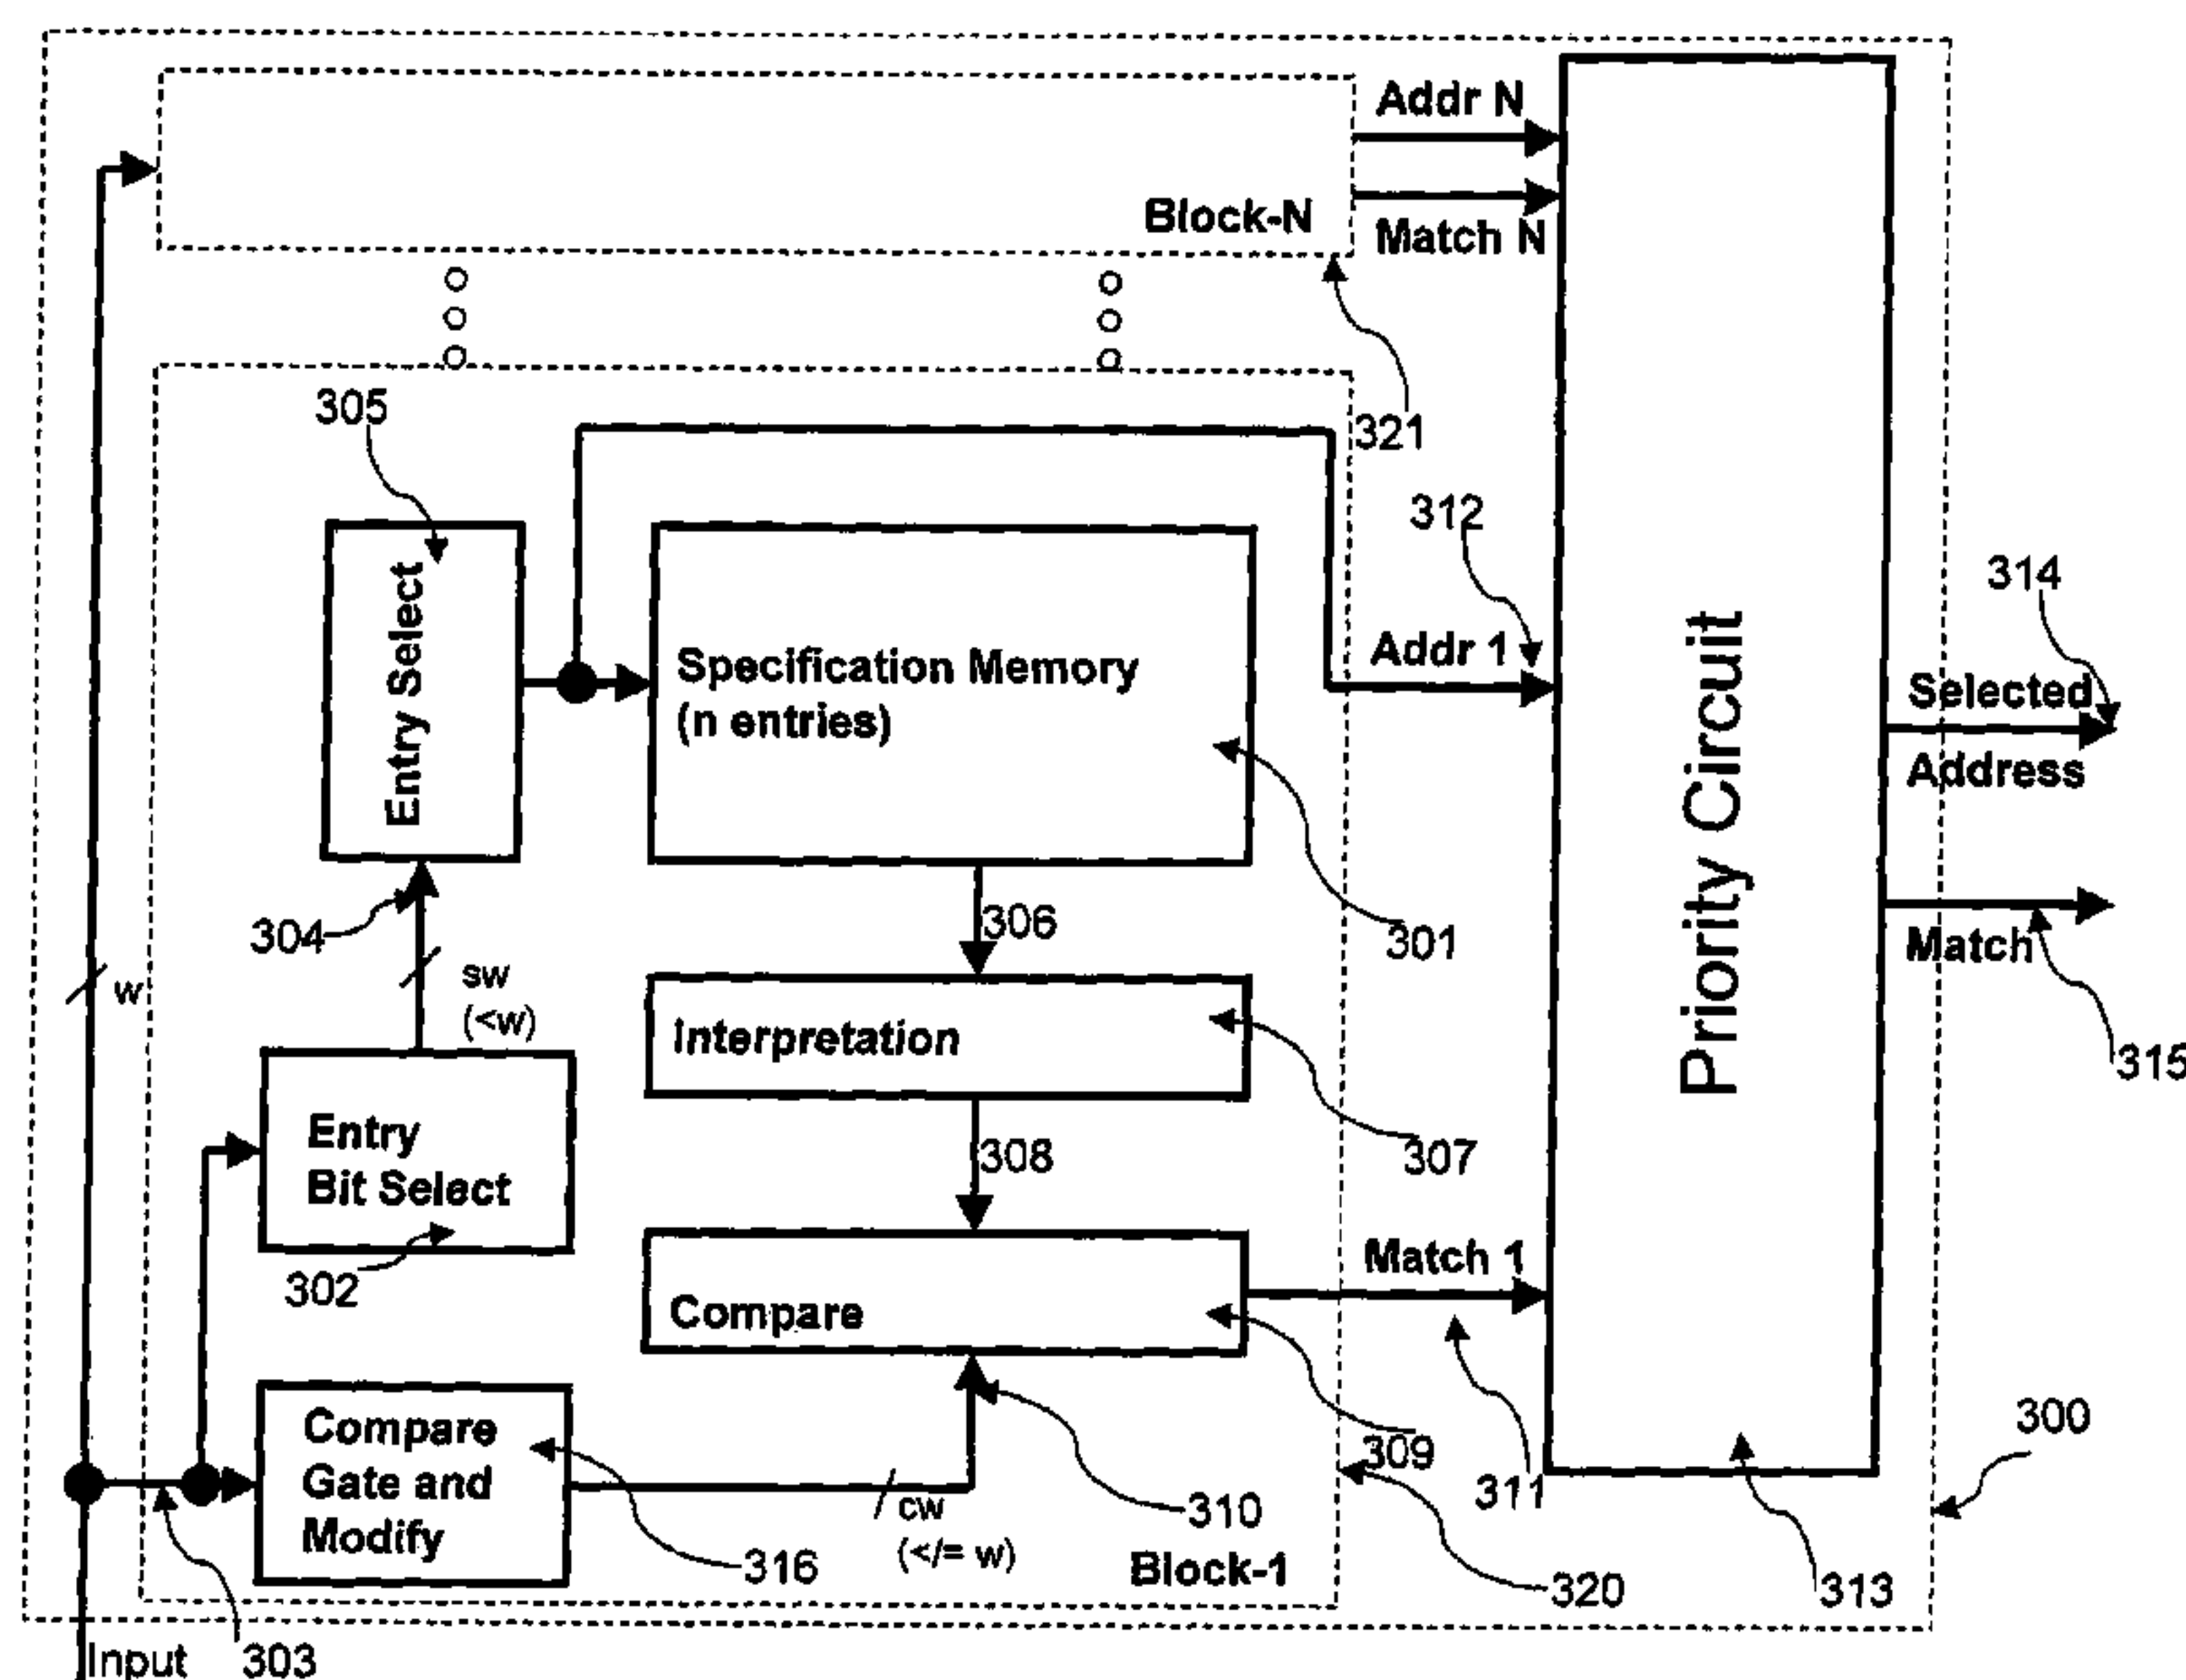 Addr N
Block-N
Match N
305
321
312
314
Entry Select
Specification Memory
(n entries)
Addr 1
Priority Circuit
Selected
Address
304
306
301
Match
w
sw
(<w)
Interpretation
315
Entry
Bit Select
308
307
302
Match 1
Compare
300
Compare
Gate and
Modify
309
311
cw
(</= w)
310
316
Block-1
320
313
Input
303